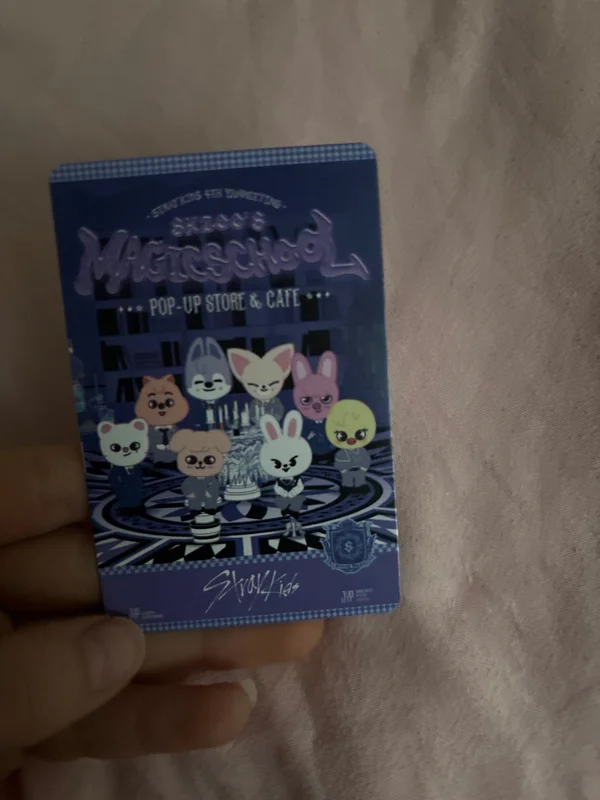 STRAY KIDS 4TH FANMEETING
SKZOO'S
MAGIC SCHOOL
POP-UP STORE & CAFE
Stray Kids